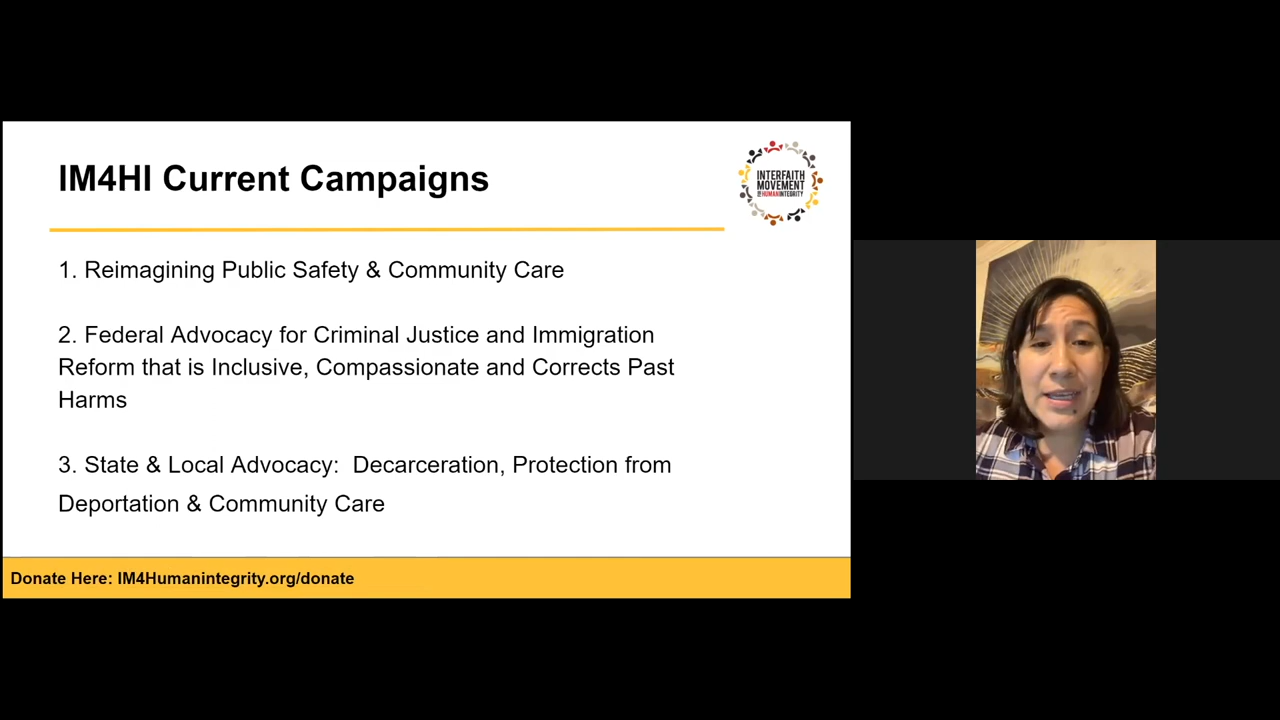 IM4HI Current Campaigns
INTERFAITH
MOVEMENT
FOR HUMANINTEGRITY
1. Reimagining Public Safety & Community Care
2. Federal Advocacy for Criminal Justice and Immigration
Reform that is Inclusive, Compassionate and Corrects Past
Harms
3. State & Local Advocacy:  Decarceration, Protection from
Deportation & Community Care
Donate Here: IM4Humanintegrity.org/donate